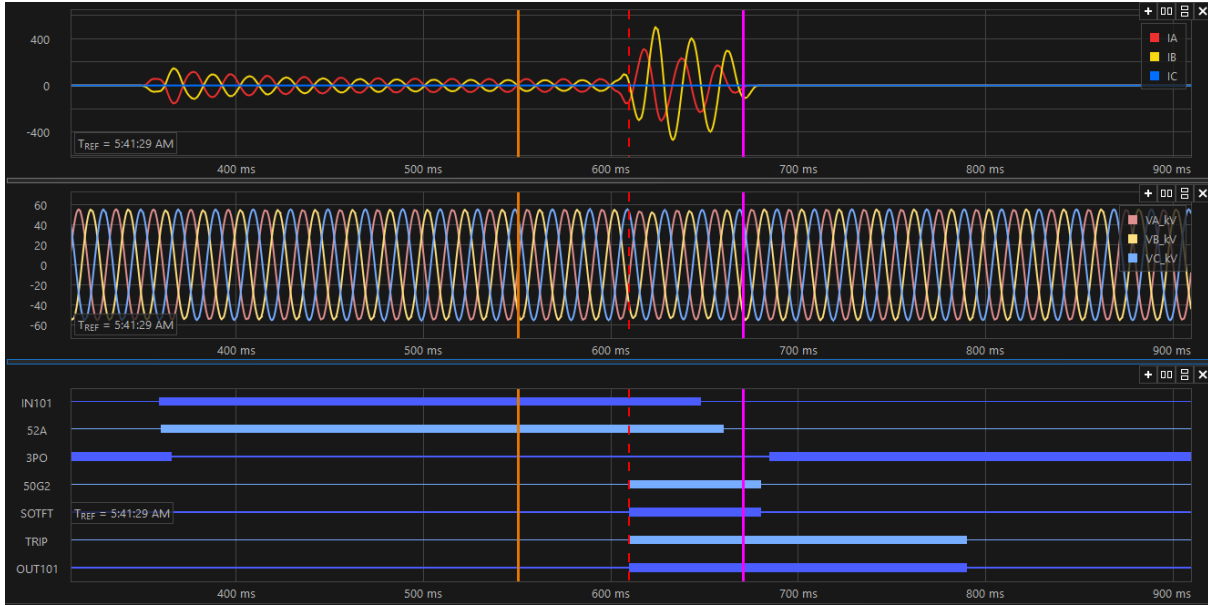 400
0
-400
IA
IB
IC
TREF = 5:41:29 AM
400 ms 500 ms 600 ms 700 ms 800 ms 900 ms
60
40
20
0
-20
-40
-60
VA_kV
VB_kV
VC_kV
TREF = 5:41:29 AM
400 ms 500 ms 600 ms 700 ms 800 ms 900 ms
IN101
52A
3PO
50G2
SOTFT
TREF = 5:41:29 AM
TRIP
OUT101
400 ms 500 ms 600 ms 700 ms 800 ms 900 ms